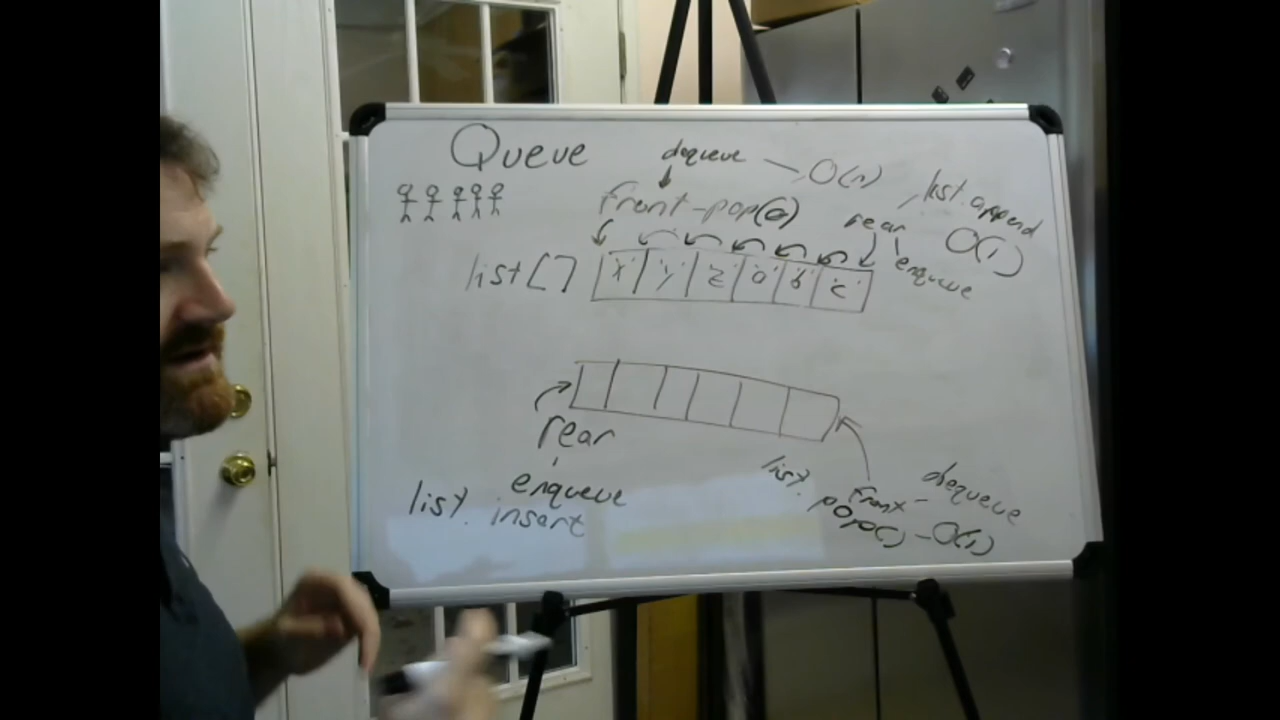 Queue
dequeue - O(n)
front-pop(0)
list.append
O(1)
rear
enqueue
list[] 'x' 'y' 'z' 'a' 'b' 'c'
rear
enqueue
list. insert
front - dequeue
list. pop() - O(1)